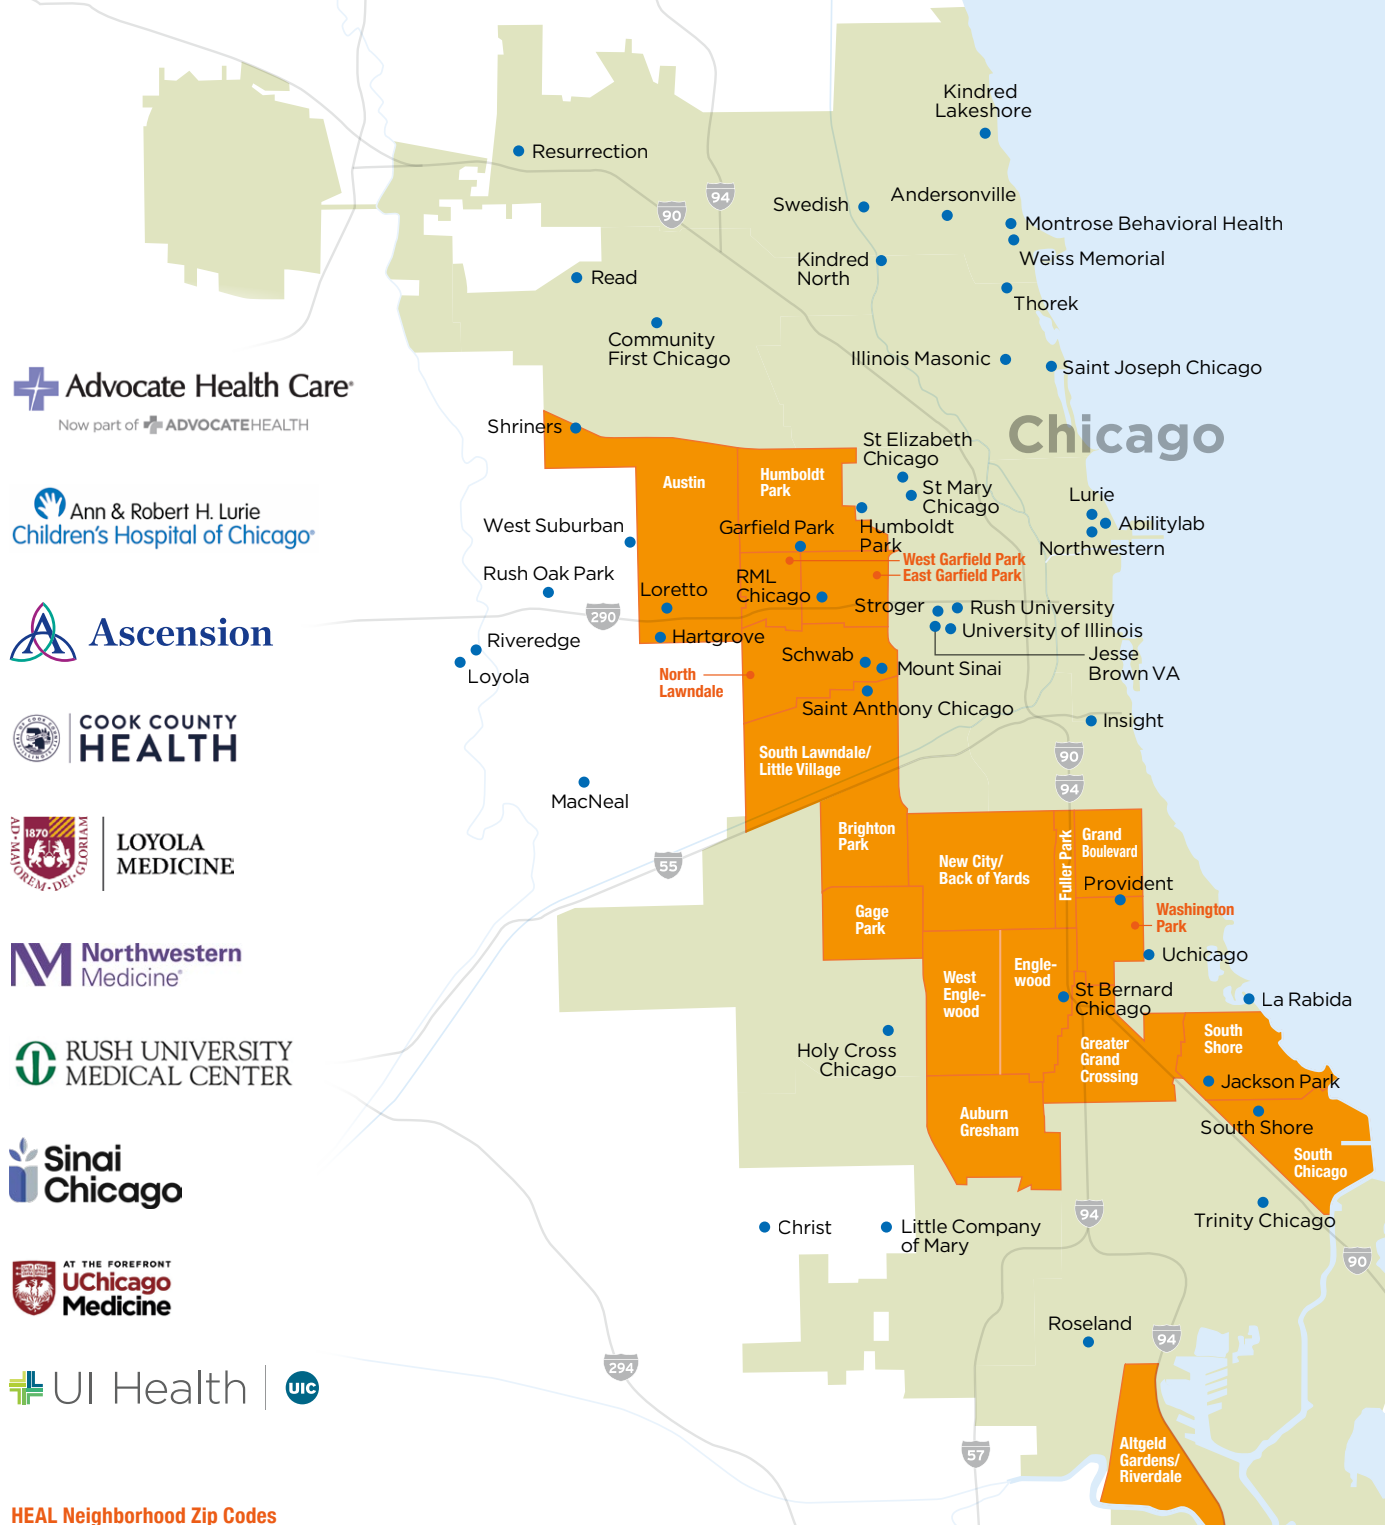 Kindred
Lakeshore
Resurrection
94
90
Swedish
Andersonville
Montrose Behavioral Health
Weiss Memorial
Kindred
North
Read
Thorek
Community
First Chicago
Illinois Masonic
Saint Joseph Chicago
Advocate Health Care
Now part of ADVOCATEHEALTH
Chicago
Shriners
St Elizabeth
Chicago
Austin
Humboldt
Park
St Mary
Chicago
Lurie
Abilitylab
Northwestern
Ann & Robert H. Lurie
Children's Hospital of Chicago®
West Suburban
Garfield Park
Humboldt
Park
West Garfield Park
East Garfield Park
Rush Oak Park
RML
Chicago
Loretto
290
Stroger
Rush University
University of Illinois
Jesse
Brown VA
Ascension
Riveredge
Hartgrove
Loyola
Schwab
Mount Sinai
North
Lawndale
Saint Anthony Chicago
Insight
COOK COUNTY
HEALTH
South Lawndale/
Little Village
90
94
MacNeal
1870
AD·MAJOREM·DEI·GLORIAM
LOYOLA
MEDICINE
Brighton
Park
55
New City/
Back of Yards
Fuller Park
Grand
Boulevard
Provident
Gage
Park
Washington
Park
Uchicago
Northwestern
Medicine®
West
Engle-
wood
Engle-
wood
St Bernard
Chicago
La Rabida
Holy Cross
Chicago
Greater
Grand
Crossing
South
Shore
Jackson Park
RUSH UNIVERSITY
MEDICAL CENTER
Auburn
Gresham
South Shore
South
Chicago
Sinai
Chicago
94
Trinity Chicago
Christ
Little Company
of Mary
90
AT THE FOREFRONT
UChicago
Medicine
Roseland
94
294
UI Health
UIC
57
Altgeld
Gardens/
Riverdale
HEAL Neighborhood Zip Codes